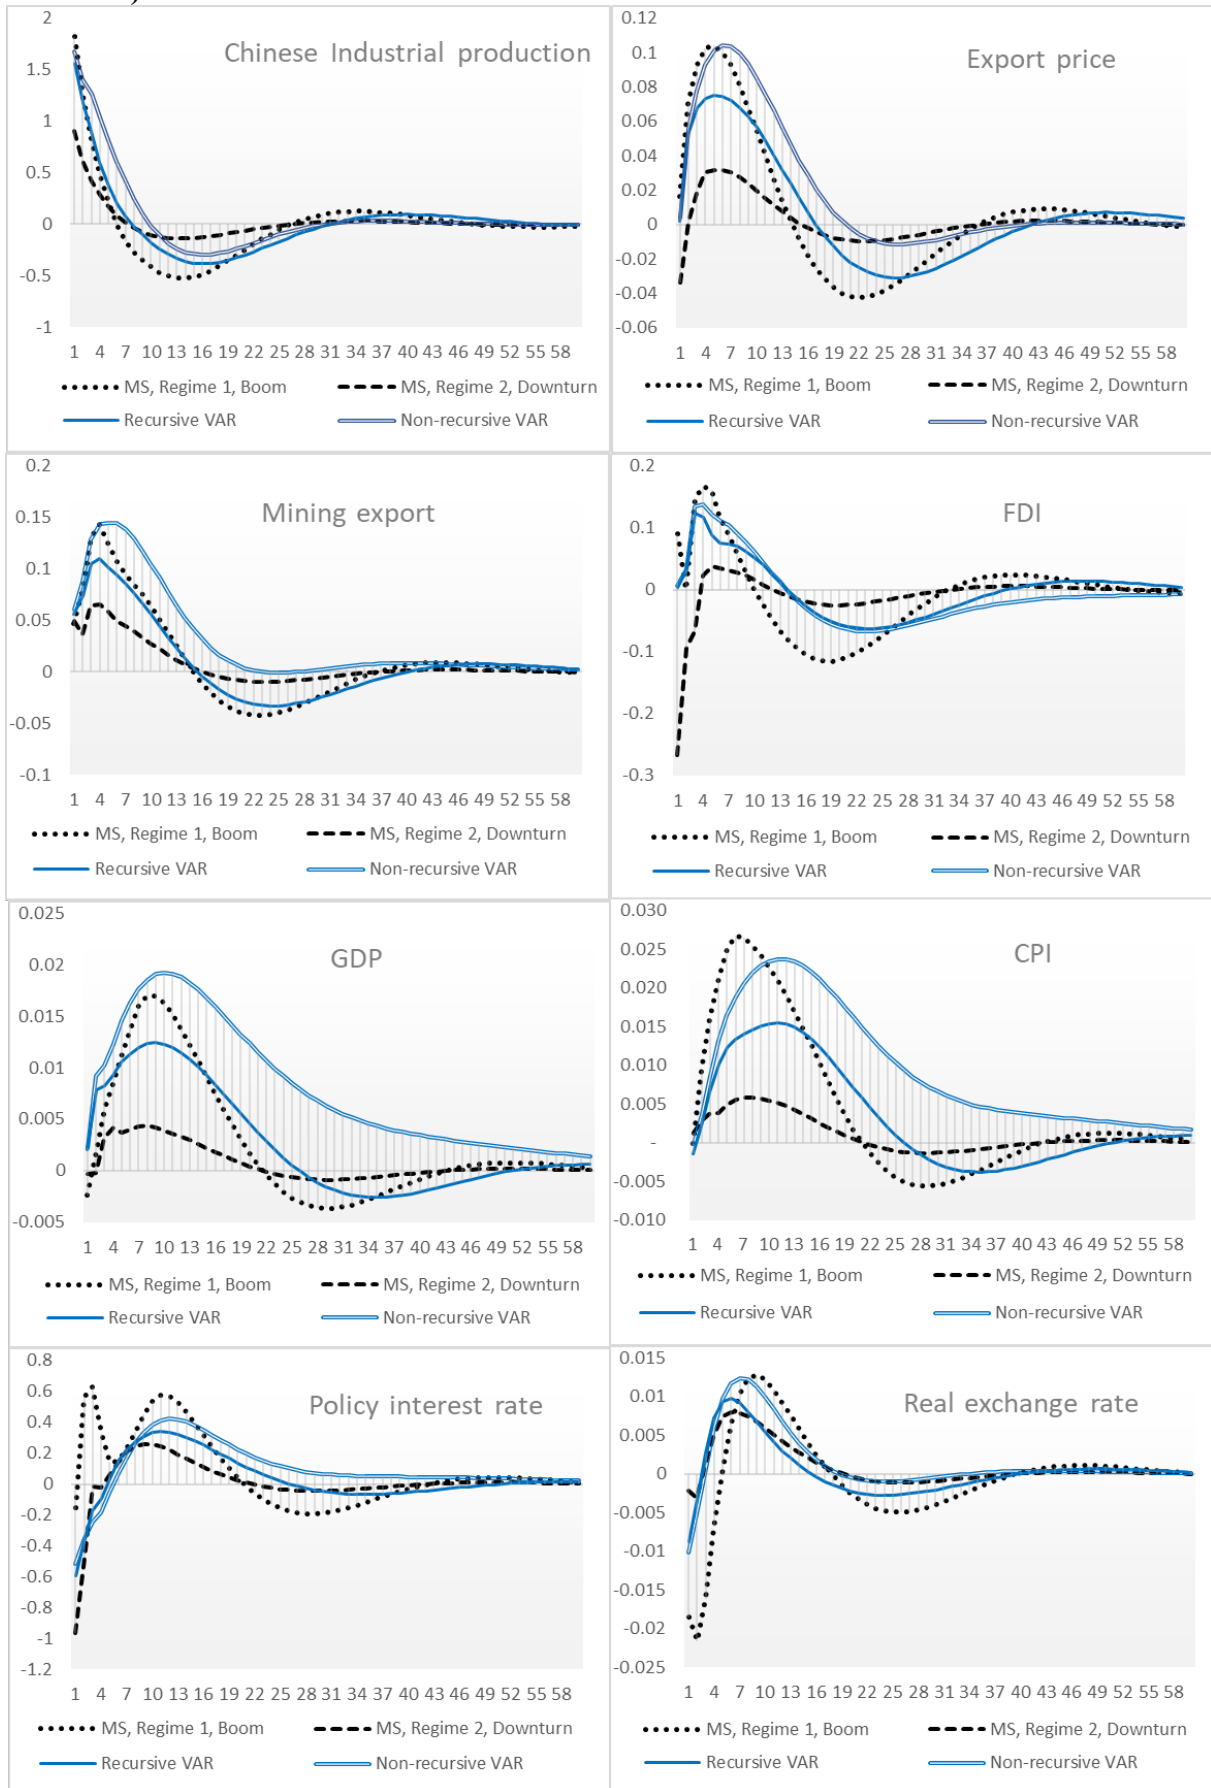 Chinese Industrial production
2
1.5
1
0.5
0
-0.5
-1
1 4 7 10 13 16 19 22 25 28 31 34 37 40 43 46 49 52 55 58
MS, Regime 1, Boom MS, Regime 2, Downturn
Recursive VAR Non-recursive VAR
Export price
0.12
0.1
0.08
0.06
0.04
0.02
0
-0.02
-0.04
-0.06
1 4 7 10 13 16 19 22 25 28 31 34 37 40 43 46 49 52 55 58
MS, Regime 1, Boom MS, Regime 2, Downturn
Recursive VAR Non-recursive VAR
Mining export
0.2
0.15
0.1
0.05
0
-0.05
-0.1
1 4 7 10 13 16 19 22 25 28 31 34 37 40 43 46 49 52 55 58
MS, Regime 1, Boom MS, Regime 2, Downturn
Recursive VAR Non-recursive VAR
FDI
0.2
0.1
0
-0.1
-0.2
-0.3
1 4 7 10 13 16 19 22 25 28 31 34 37 40 43 46 49 52 55 58
MS, Regime 1, Boom MS, Regime 2, Downturn
Recursive VAR Non-recursive VAR
GDP
0.025
0.02
0.015
0.01
0.005
0
-0.005
1 4 7 10 13 16 19 22 25 28 31 34 37 40 43 46 49 52 55 58
MS, Regime 1, Boom MS, Regime 2, Downturn
Recursive VAR Non-recursive VAR
CPI
0.030
0.025
0.020
0.015
0.010
0.005
-
-0.005
-0.010
1 4 7 10 13 16 19 22 25 28 31 34 37 40 43 46 49 52 55 58
MS, Regime 1, Boom MS, Regime 2, Downturn
Recursive VAR Non-recursive VAR
Policy interest rate
0.8
0.6
0.4
0.2
0
-0.2
-0.4
-0.6
-0.8
-1
-1.2
1 4 7 10 13 16 19 22 25 28 31 34 37 40 43 46 49 52 55 58
MS, Regime 1, Boom MS, Regime 2, Downturn
Recursive VAR Non-recursive VAR
Real exchange rate
0.015
0.01
0.005
0
-0.005
-0.01
-0.015
-0.02
-0.025
1 4 7 10 13 16 19 22 25 28 31 34 37 40 43 46 49 52 55 58
MS, Regime 1, Boom MS, Regime 2, Downturn
Recursive VAR Non-recursive VAR